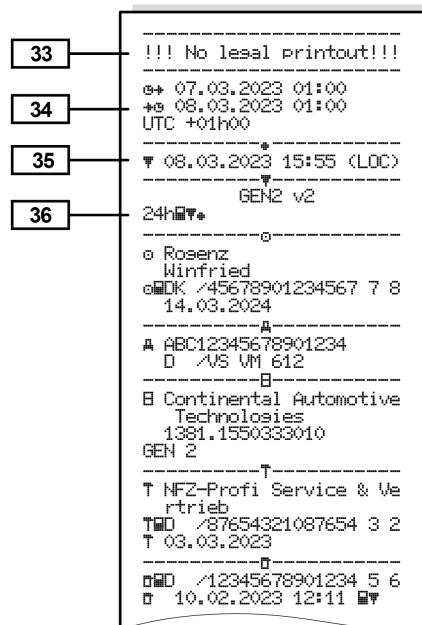 33
!!! No legal printout!!!
34
07.03.2023 01:00
08.03.2023 01:00
UTC +01h00
35
▼ 08.03.2023 15:55 (LOC)
GEN2 v2
36
24h
Rogenz
Winfried
DK /45678901234567 7 8
14.03.2024
ABC12345678901234
D /VS VM 612
Continental Automotive
Technologies
1381.1550333010
GEN 2
T NFZ-Profi Service & Ve
rtrieb
T D /87654321087654 3 2
T 03.03.2023
D /12345678901234 5 6
10.02.2023 12:11 ▼